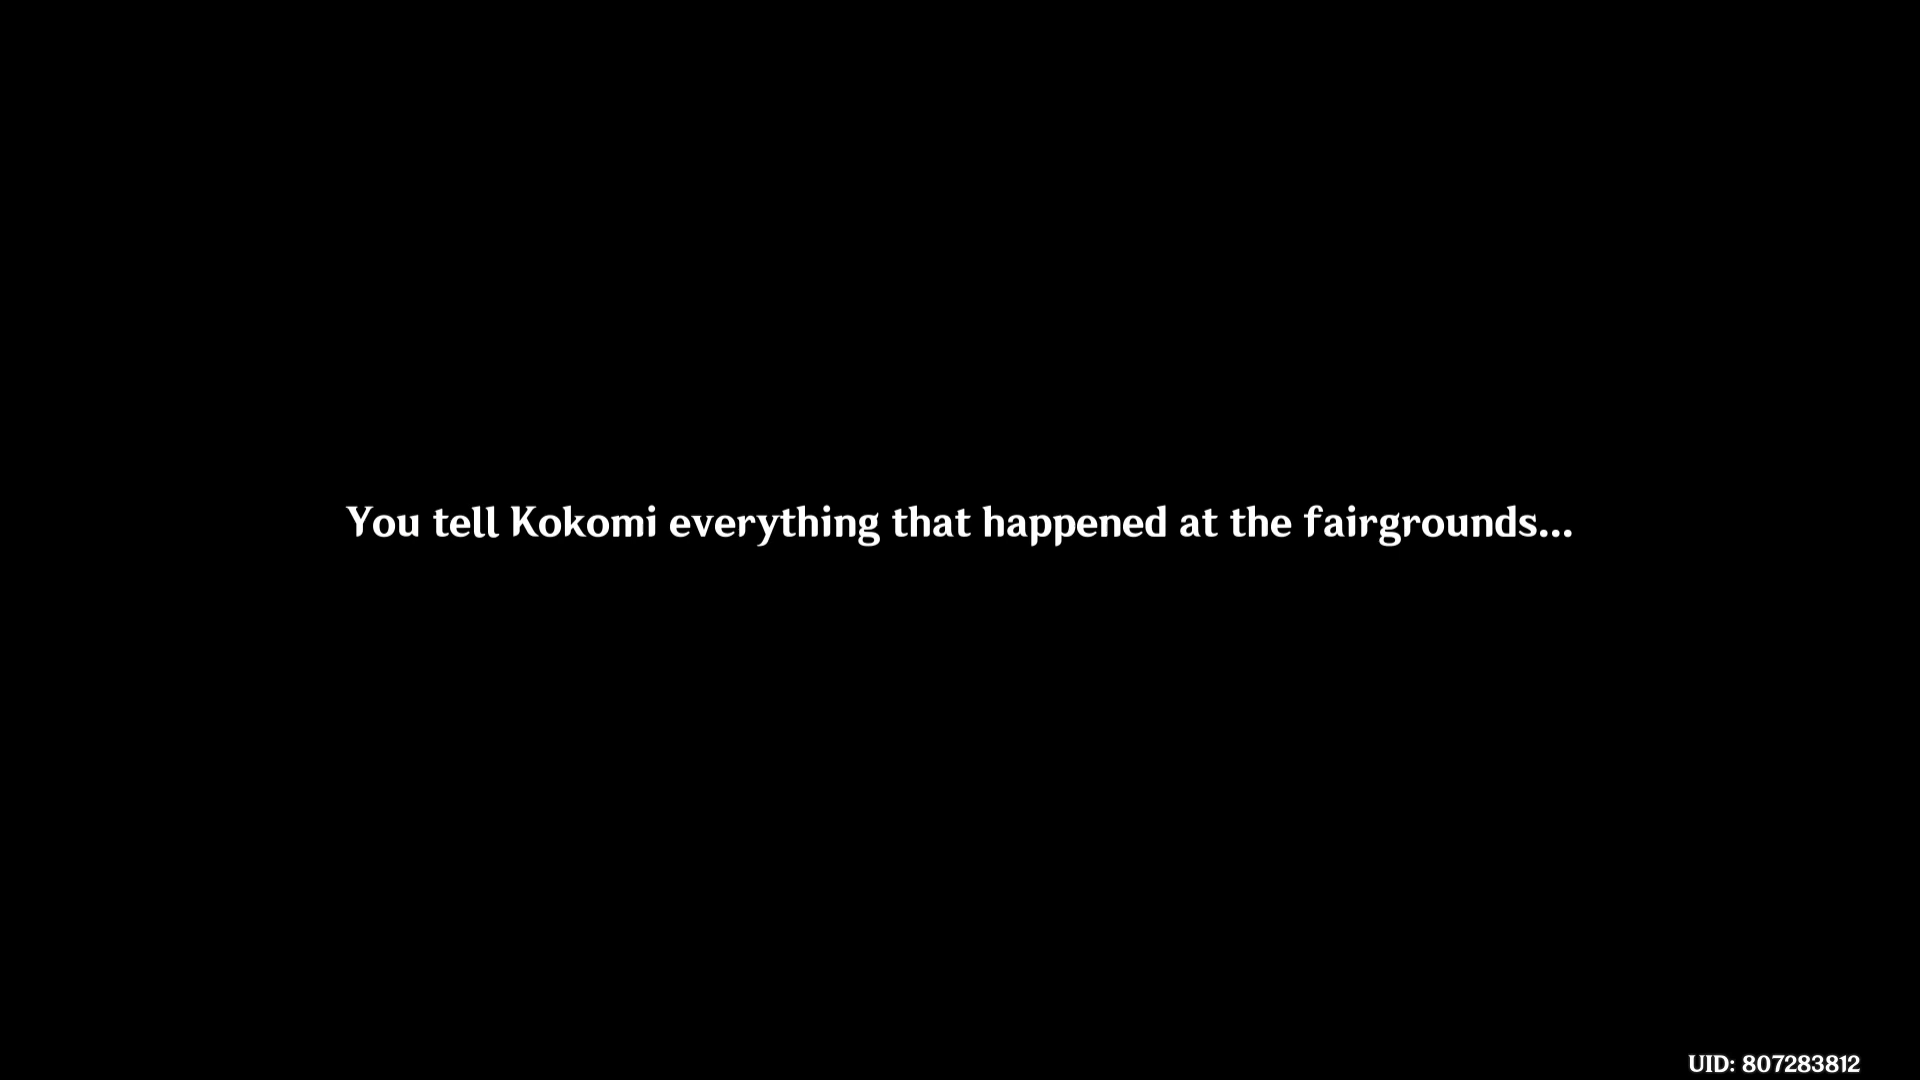 You tell Kokomi everything that happened at the fairgrounds...
UID: 807283812